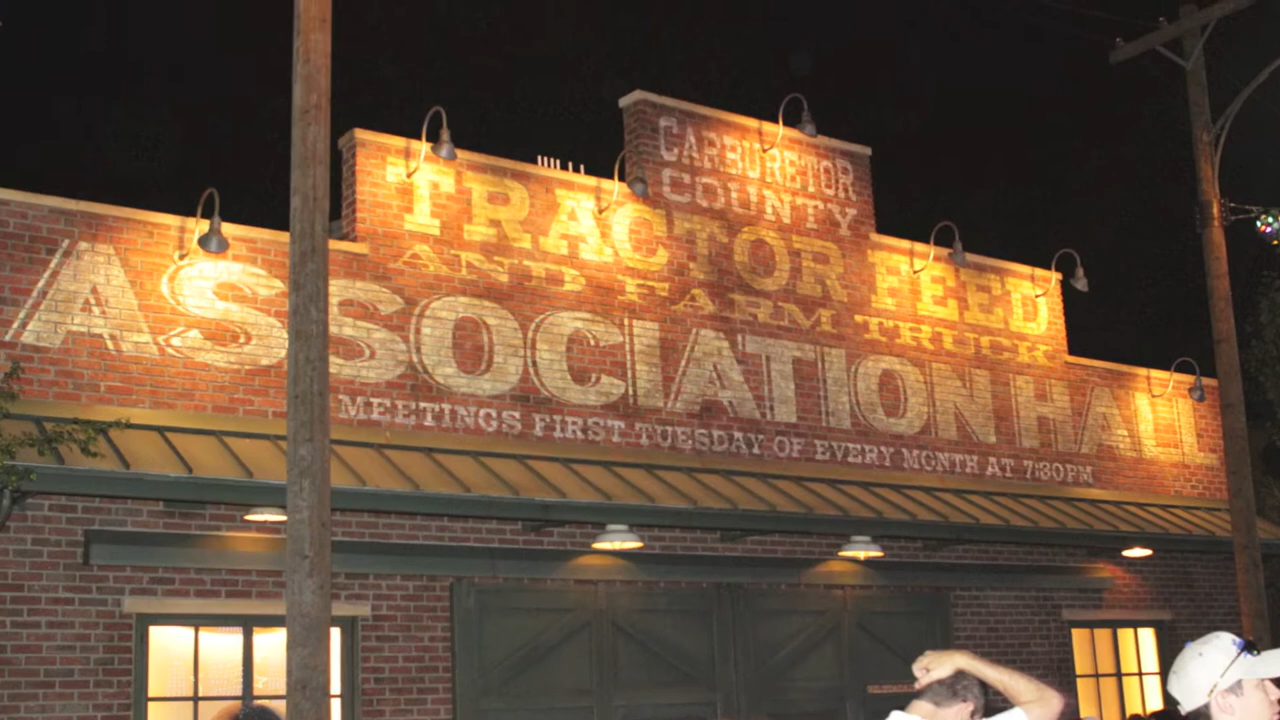 CARBURETOR
COUNTY
TRACTOR FEED
AND FARM TRUCK
ASSOCIATION HALL
MEETINGS FIRST TUESDAY OF EVERY MONTH AT 7:30PM